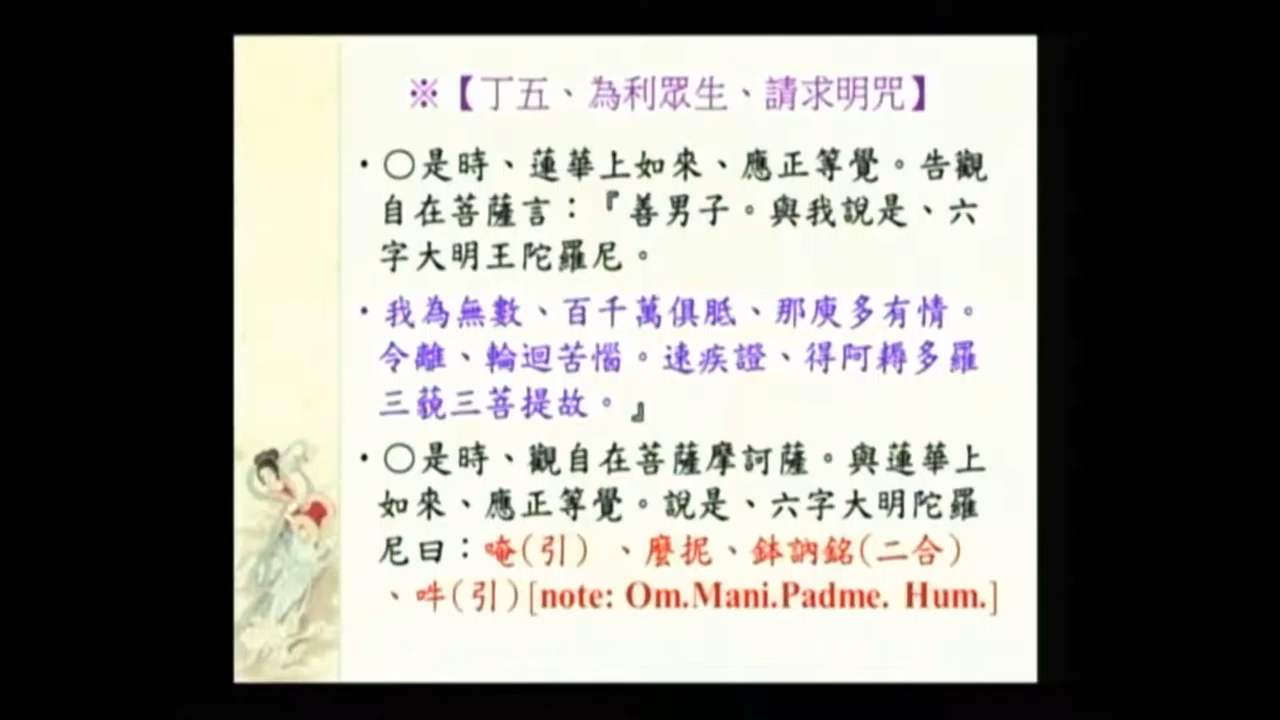 ※【丁五、為利眾生、請求明咒】
•○是時、蓮華上如來、應正等覺。告觀
自在菩薩言：『善男子。與我說是、六
字大明王陀羅尼。
•我為無數、百千萬俱胝、那庾多有情。
令離、輪迴苦惱。速疾證、得阿耨多羅
三藐三菩提故。』
•○是時、觀自在菩薩摩訶薩。與蓮華上
如來、應正等覺。說是、六字大明陀羅
尼曰：唵(引) 、麼抳、鉢訥銘(二合)
、吽(引)[note: Om.Mani.Padme. Hum.]